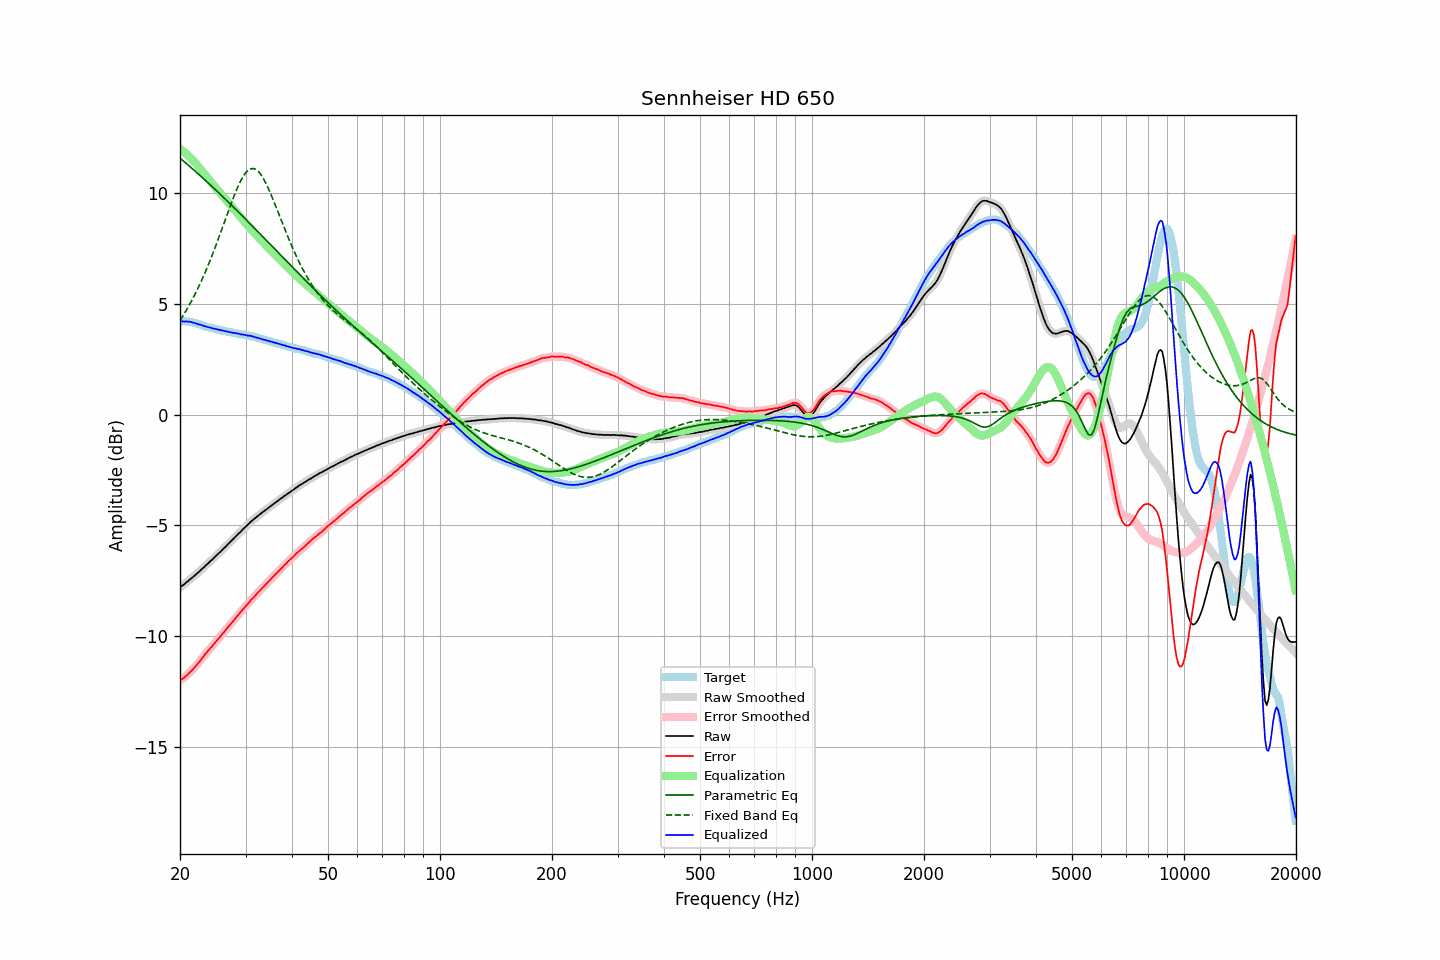 Sennheiser HD 650
Amplitude (dBr)
10
5
0
−5
−10
−15
Target
Raw Smoothed
Error Smoothed
Raw
Error
Equalization
Parametric Eq
Fixed Band Eq
Equalized
20 50 100 200 500 1000 2000 5000 10000 20000
Frequency (Hz)